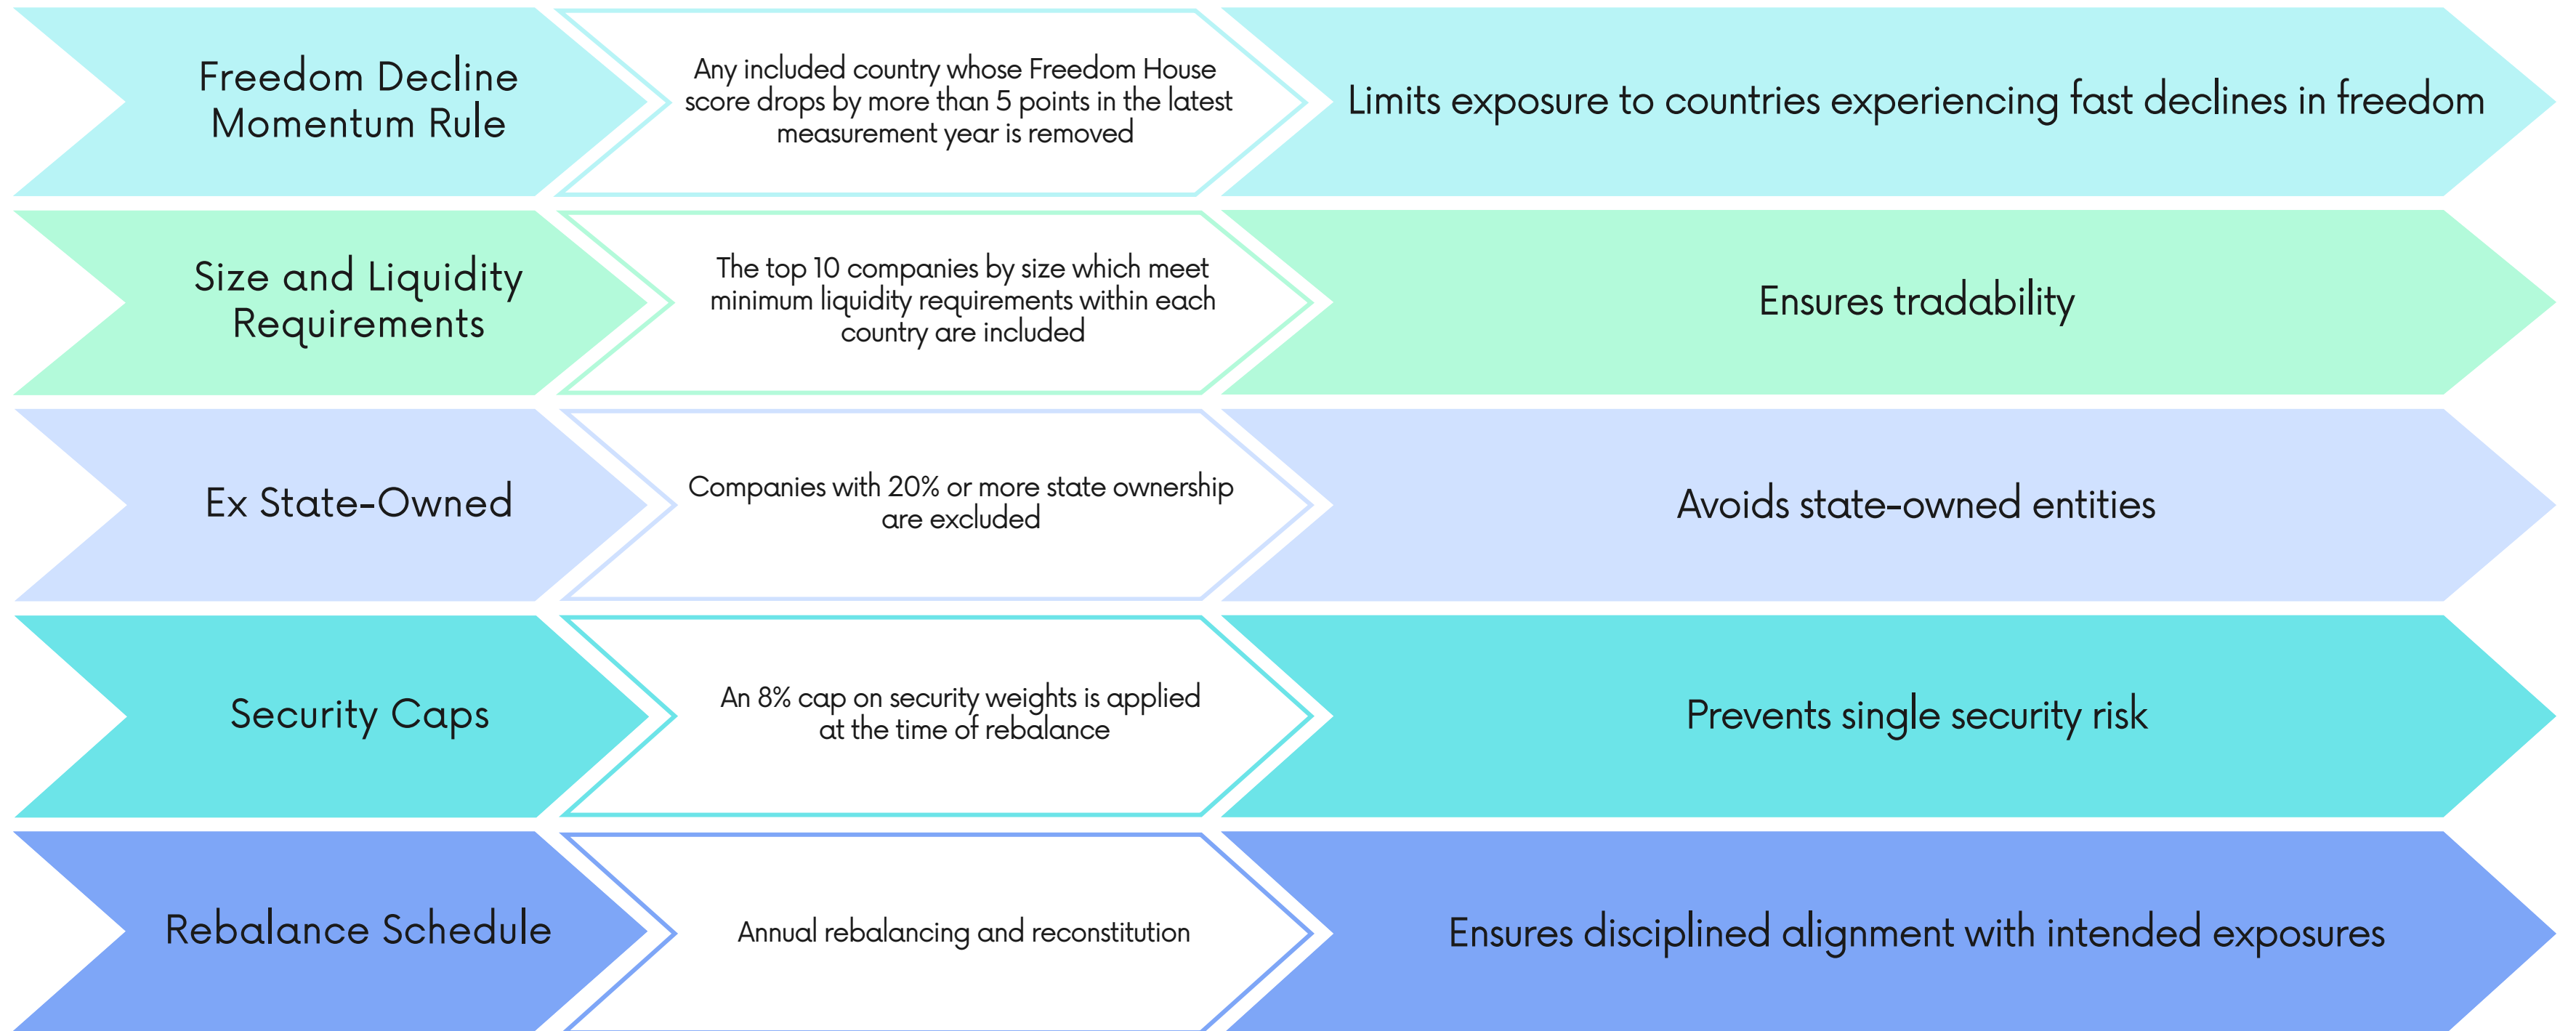 Freedom Decline
Momentum Rule
Any included country whose Freedom House
score drops by more than 5 points in the latest
measurement year is removed
Limits exposure to countries experiencing fast declines in freedom
Size and Liquidity
Requirements
The top 10 companies by size which meet
minimum liquidity requirements within each
country are included
Ensures tradability
Ex State-Owned
Companies with 20% or more state ownership
are excluded
Avoids state-owned entities
Security Caps
An 8% cap on security weights is applied
at the time of rebalance
Prevents single security risk
Rebalance Schedule
Annual rebalancing and reconstitution
Ensures disciplined alignment with intended exposures